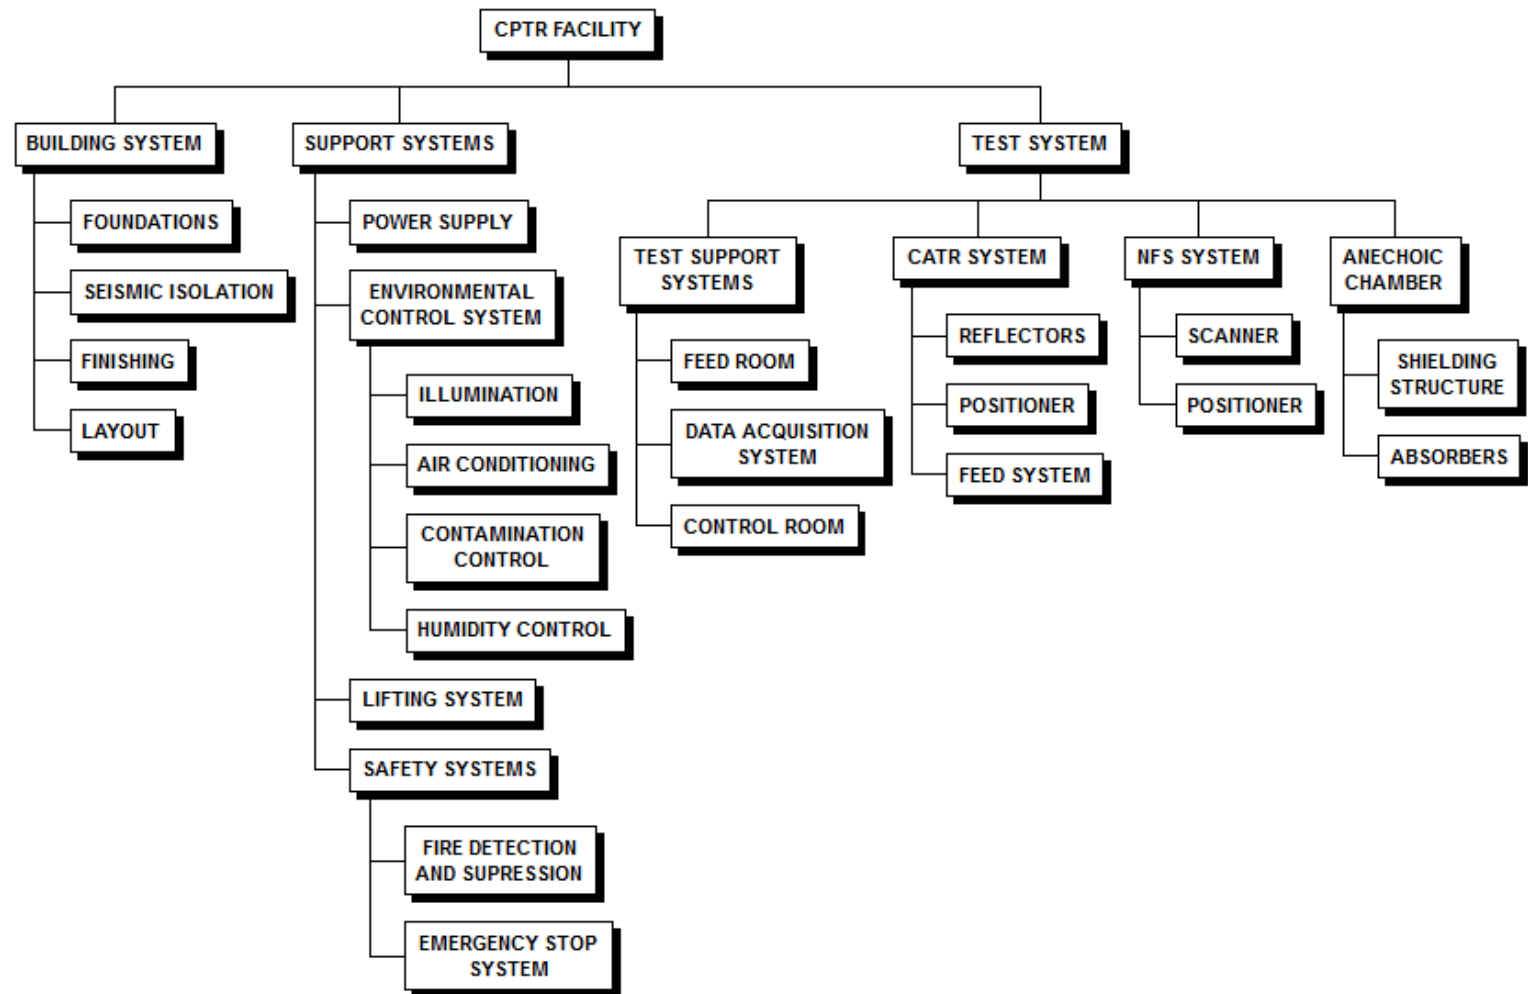 CPTR FACILITY
BUILDING SYSTEM
FOUNDATIONS
SEISMIC ISOLATION
FINISHING
LAYOUT
SUPPORT SYSTEMS
POWER SUPPLY
ENVIRONMENTAL
CONTROL SYSTEM
ILLUMINATION
AIR CONDITIONING
CONTAMINATION
CONTROL
HUMIDITY CONTROL
LIFTING SYSTEM
SAFETY SYSTEMS
FIRE DETECTION
AND SUPRESSION
EMERGENCY STOP
SYSTEM
TEST SYSTEM
TEST SUPPORT
SYSTEMS
FEED ROOM
DATA ACQUISITION
SYSTEM
CONTROL ROOM
CATR SYSTEM
REFLECTORS
POSITIONER
FEED SYSTEM
NFS SYSTEM
SCANNER
POSITIONER
ANECHOIC
CHAMBER
SHIELDING
STRUCTURE
ABSORBERS